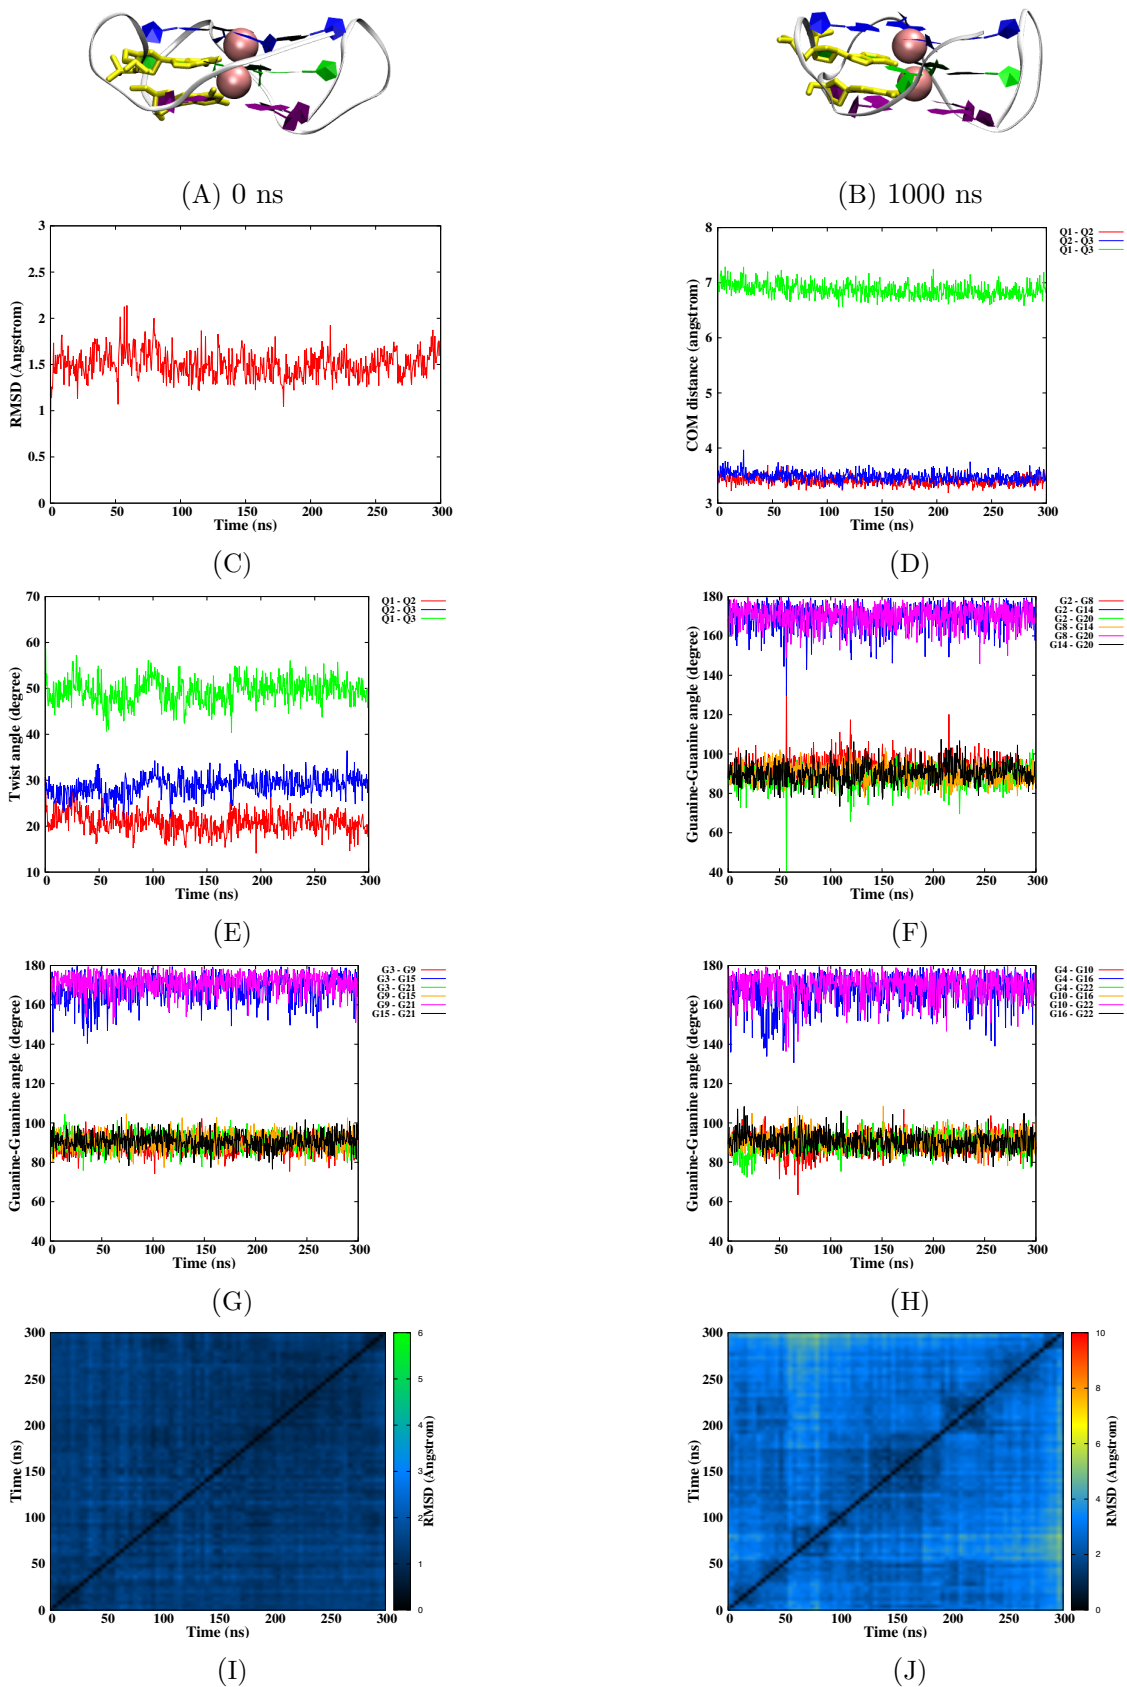 (A) 0 ns
(B) 1000 ns
3
2.5
2
1.5
1
0.5
0
RMSD (Angstrom)
0 50 100 150 200 250 300
Time (ns)
(C)
8
7
6
5
4
3
COM distance (angstrom)
0 50 100 150 200 250 300
Time (ns)
Q1 - Q2
Q2 - Q3
Q1 - Q3
(D)
70
60
50
40
30
20
10
Twist angle (degree)
0 50 100 150 200 250 300
Time (ns)
Q1 - Q2
Q2 - Q3
Q1 - Q3
(E)
180
160
140
120
100
80
60
40
Guanine-Guanine angle (degree)
0 50 100 150 200 250 300
Time (ns)
G2 - G8
G2 - G14
G2 - G20
G8 - G14
G8 - G20
G14 - G20
(F)
180
160
140
120
100
80
60
40
Guanine-Guanine angle (degree)
0 50 100 150 200 250 300
Time (ns)
G3 - G9
G3 - G15
G3 - G21
G9 - G15
G9 - G21
G15 - G21
(G)
180
160
140
120
100
80
60
40
Guanine-Guanine angle (degree)
0 50 100 150 200 250 300
Time (ns)
G4 - G10
G4 - G16
G4 - G22
G10 - G16
G10 - G22
G16 - G22
(H)
300
250
200
150
100
50
0
Time (ns)
0 50 100 150 200 250 300
Time (ns)
6
5
4
3
2
1
0
RMSD (Angstrom)
(I)
300
250
200
150
100
50
0
Time (ns)
0 50 100 150 200 250 300
Time (ns)
10
8
6
4
2
0
RMSD (Angstrom)
(J)